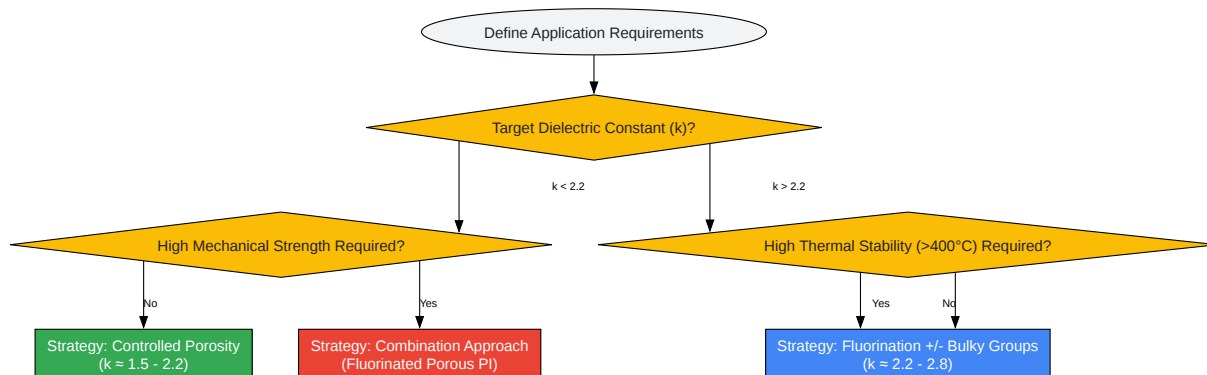 Define Application Requirements
Target Dielectric Constant (k)?
k < 2.2
k > 2.2
High Mechanical Strength Required?
High Thermal Stability (>400°C) Required?
No
Yes
Yes
No
Strategy: Controlled Porosity
(k ≈ 1.5 - 2.2)
Strategy: Combination Approach
(Fluorinated Porous PI)
Strategy: Fluorination +/- Bulky Groups
(k ≈ 2.2 - 2.8)